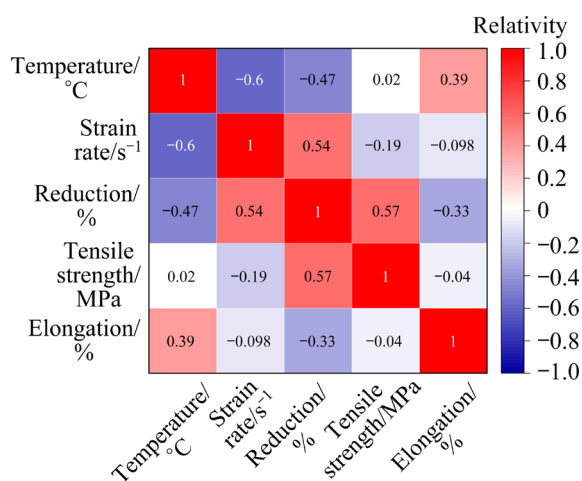 Relativity
Temperature/
°C
1
−0.6
−0.47
0.02
0.39
Strain
rate/s⁻¹
−0.6
1
0.54
−0.19
−0.098
Reduction/
%
−0.47
0.54
1
0.57
−0.33
Tensile
strength/
MPa
0.02
−0.19
0.57
1
−0.04
Elongation/
%
0.39
−0.098
−0.33
−0.04
1
1.0
0.8
0.6
0.4
0.2
0
−0.2
−0.4
−0.6
−0.8
−1.0
Temperature/
°C
Strain
rate/s⁻¹
Reduction/
%
Tensile
strength/MPa
Elongation/
%